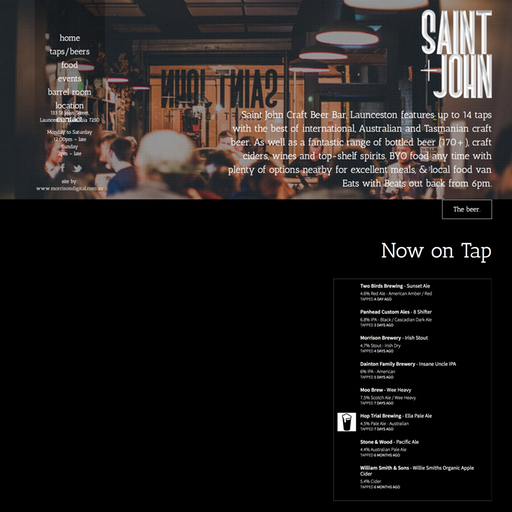 home
taps/beers
food
events
barrel room
location
contact
Monday to Saturday
12:00pm - late
Sunday
2pm - late
site by
www.morrisondigital.com.au
SAINT JOHN
SAINT
+JOHN
Saint John Craft Beer Bar, Launceston features up to 14 taps
with the best of international, Australian and Tasmanian craft
beer. As well as a fantastic range of bottled beer (170+), craft
ciders, wines and top-shelf spirits, BYO food any time with
plenty of options nearby for excellent meals, & local food van
Eats with Beats out back from 6pm.
The beer.
Now on Tap
Two Birds Brewing - Sunset Ale
4.6% Red Ale - American Amber / Red
TAPPED A DAY AGO
Panhead Custom Ales - 8 Shifter
6.8% IPA - Black / Cascadian Dark Ale
TAPPED 3 DAYS AGO
Morrison Brewery - Irish Stout
4.7% Stout - Irish Dry
TAPPED 4 DAYS AGO
Dainton Family Brewery - Insane Uncle IPA
6% IPA - American
TAPPED 5 DAYS AGO
Moo Brew - Wee Heavy
7.5% Scotch Ale / Wee Heavy
TAPPED 7 DAYS AGO
Hop Trial Brewing - Ella Pale Ale
4.5% Pale Ale - Australian
TAPPED 7 DAYS AGO
Stone & Wood - Pacific Ale
4.4% Australian Pale Ale
TAPPED 6 MONTHS AGO
William Smith & Sons - Willie Smiths Organic Apple
Cider
5.4% Cider
TAPPED 6 MONTHS AGO